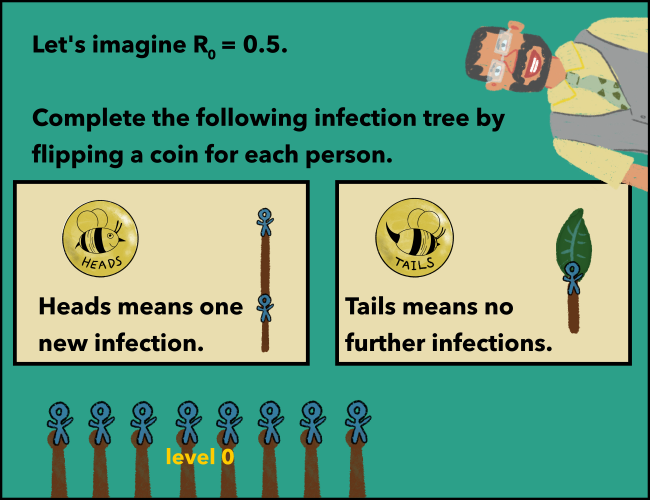 Let's imagine R₀ = 0.5.
Complete the following infection tree by
flipping a coin for each person.
HEADS
Heads means one
new infection.
TAILS
Tails means no
further infections.
level 0